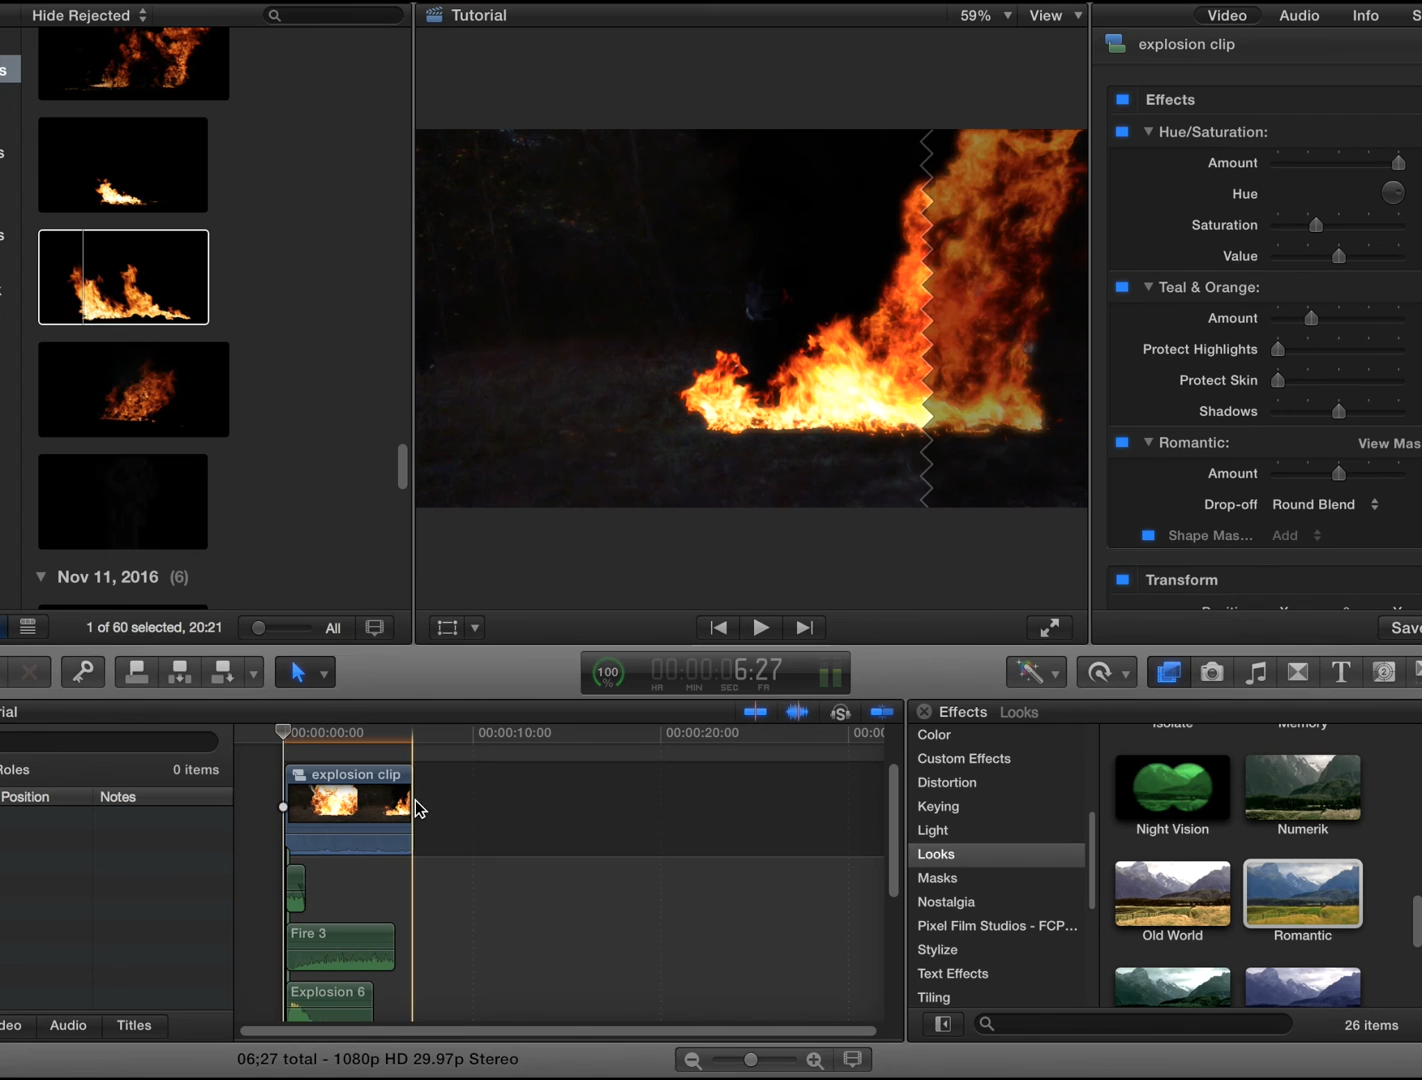 Hide Rejected
Tutorial
59%
View
Video
Audio
Info
S
s
explosion clip
Effects
Hue/Saturation:
Amount
Hue
Saturation
Value
Teal & Orange:
Amount
Protect Highlights
Protect Skin
Shadows
Romantic:
View Mas
Amount
Drop-off
Round Blend
Shape Mas...
Add
Transform
s
s
Nov 11, 2016 (6)
1 of 60 selected, 20:21
All
Save
100
%
00:00:06:27
HR MIN SEC FR
rial
Roles
0 items
Position
Notes
deo
Audio
Titles
00:00:00:00
00:00:10:00
00:00:20:00
00:00
explosion clip
Fire 3
Explosion 6
Effects
Looks
Color
Custom Effects
Distortion
Keying
Light
Looks
Masks
Nostalgia
Pixel Film Studios - FCP...
Stylize
Text Effects
Tiling
Isolate
Memory
Night Vision
Numerik
Old World
Romantic
26 items
06;27 total - 1080p HD 29.97p Stereo